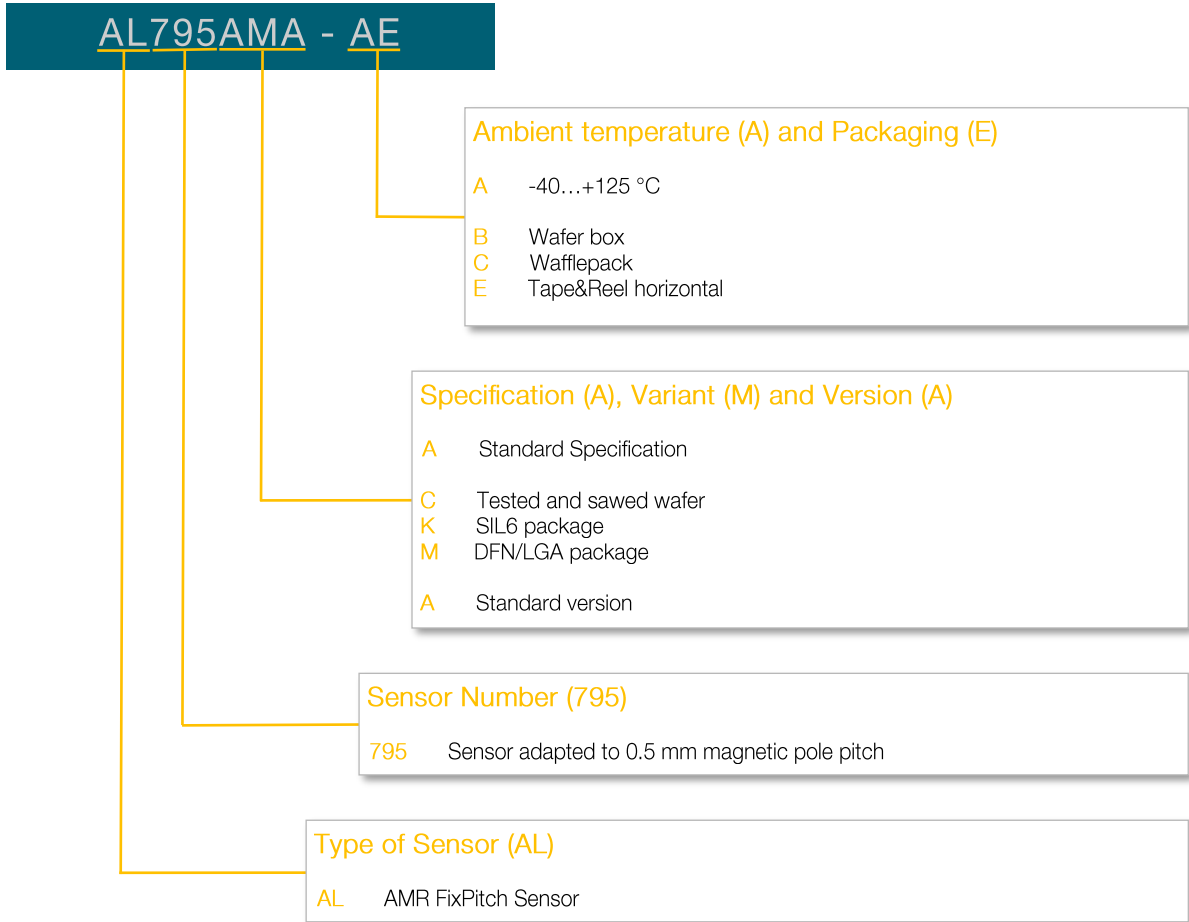 AL795AMA - AE
Ambient temperature (A) and Packaging (E)
A -40…+125 °C
B Wafer box
C Wafflepack
E Tape&Reel horizontal
Specification (A), Variant (M) and Version (A)
A Standard Specification
C Tested and sawed wafer
K SIL6 package
M DFN/LGA package
A Standard version
Sensor Number (795)
795 Sensor adapted to 0.5 mm magnetic pole pitch
Type of Sensor (AL)
AL AMR FixPitch Sensor